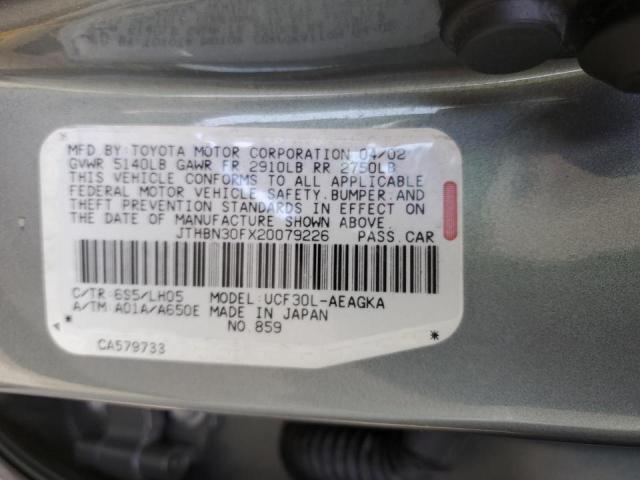 MFD BY: TOYOTA MOTOR CORPORATION 04/02
GVWR 5140LB GAWR FR 2910LB RR 2750LB
THIS VEHICLE CONFORMS TO ALL APPLICABLE
FEDERAL MOTOR VEHICLE SAFETY, BUMPER, AND
THEFT PREVENTION STANDARDS IN EFFECT ON
THE DATE OF MANUFACTURE SHOWN ABOVE.
JTHBN30FX20079226 PASS.CAR
C/TR: 6S5/LH05 MODEL: UCF30L-AEAGKA
A/TM: A01A/A650E MADE IN JAPAN
NO.859
CA579733